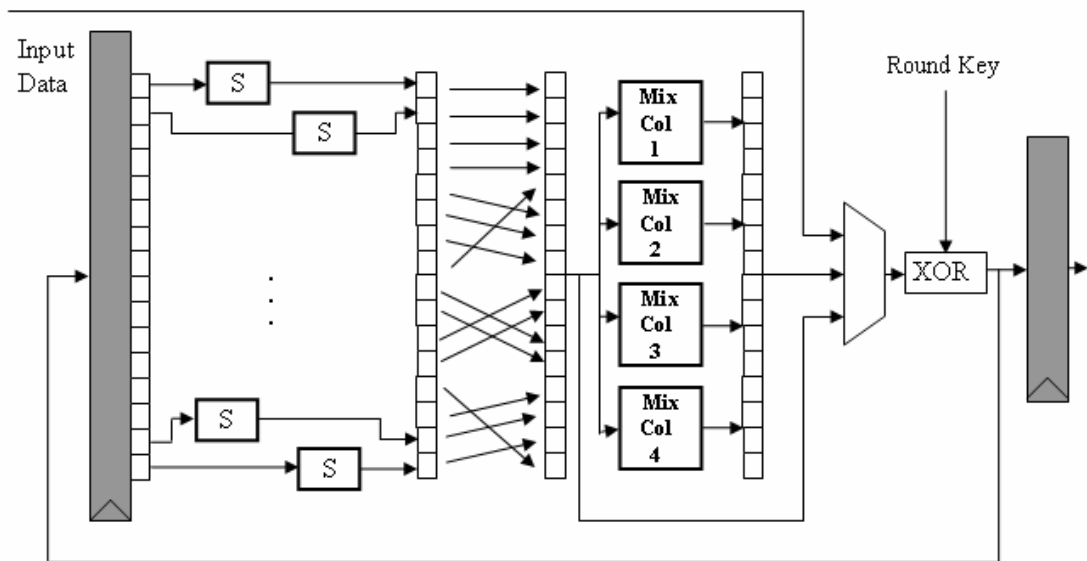 Input
Data
S
S
S
S
Mix
Col
1
Mix
Col
2
Mix
Col
3
Mix
Col
4
Round Key
XOR